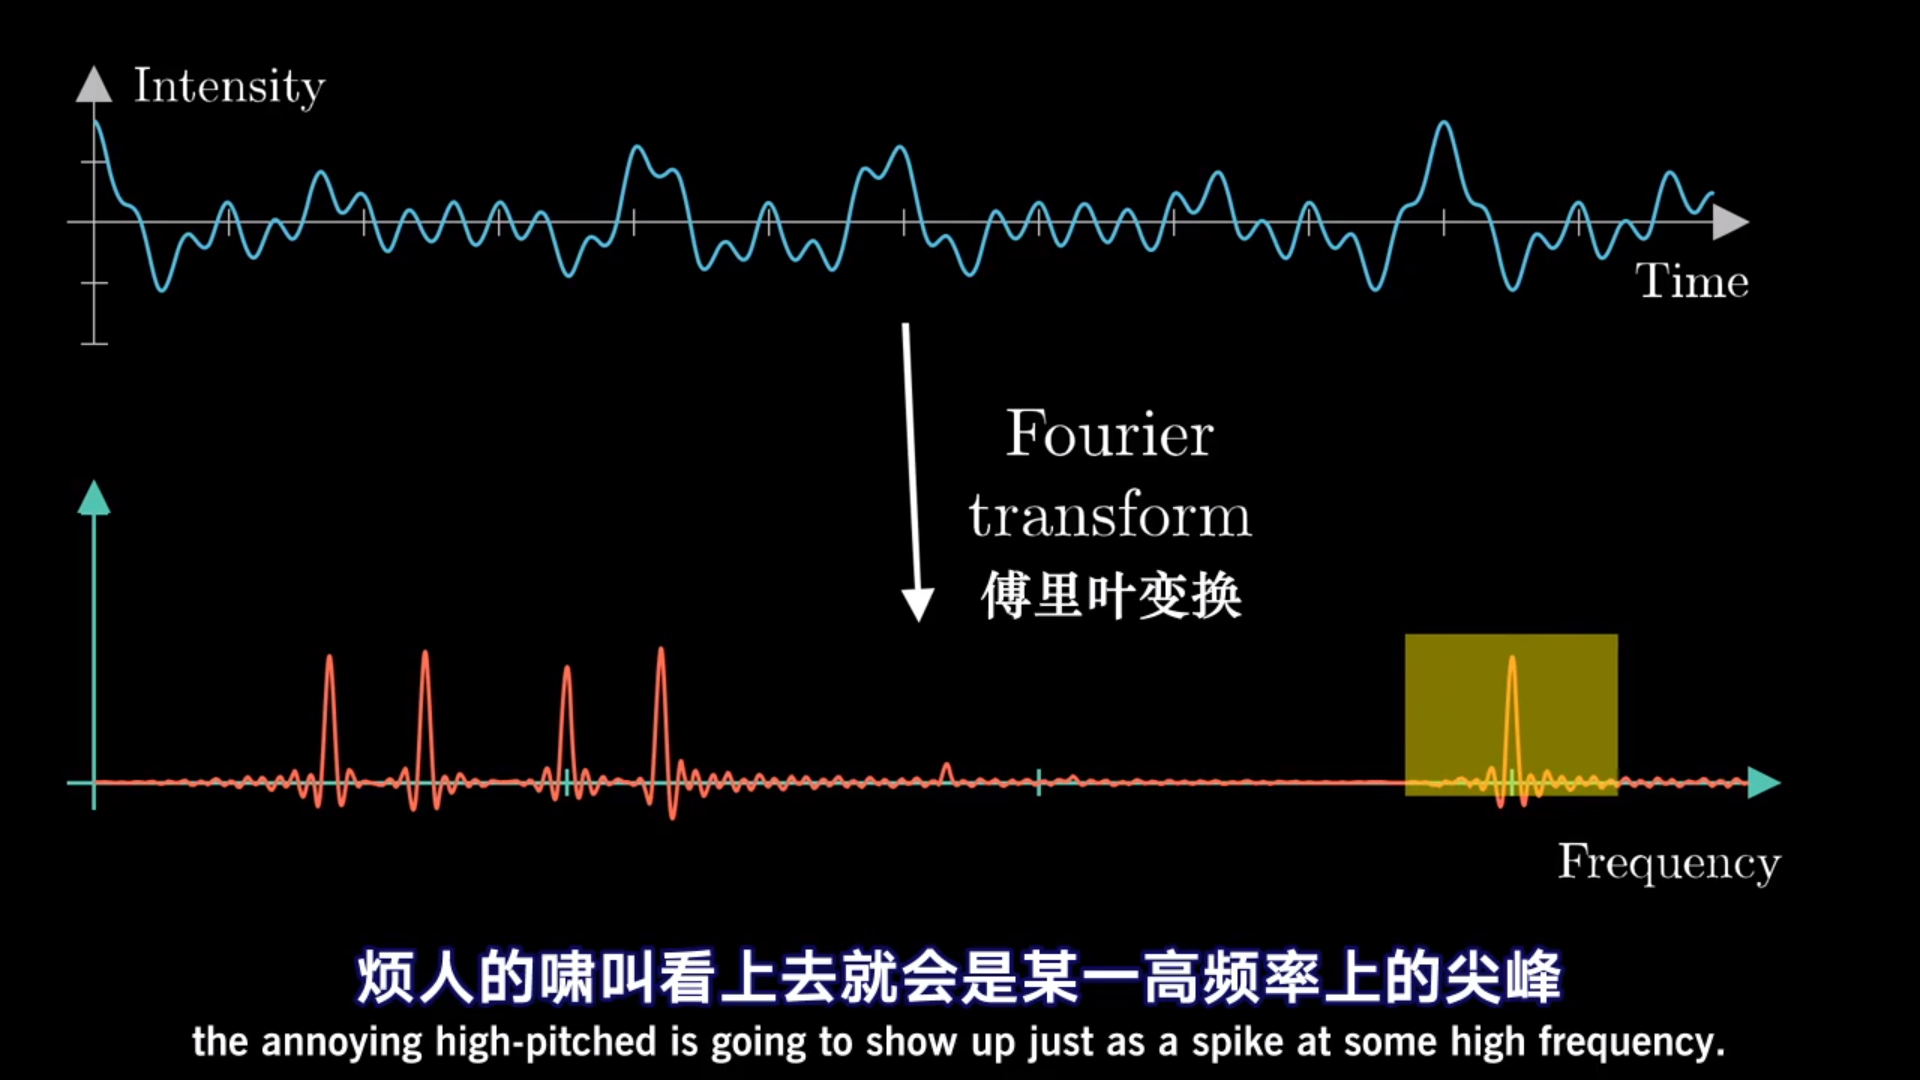 Intensity
Time
Fourier
transform
傅里叶变换
Frequency
烦人的啸叫看上去就会是某一高频率上的尖峰
the annoying high-pitched is going to show up just as a spike at some high frequency.